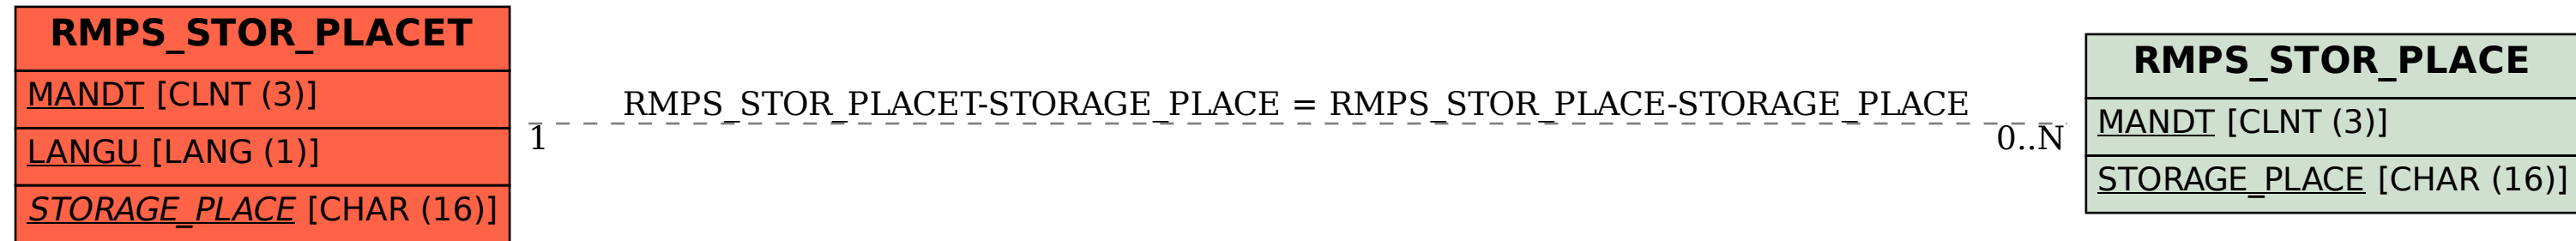 RMPS_STOR_PLACET
MANDT [CLNT (3)]
LANGU [LANG (1)]
STORAGE_PLACE [CHAR (16)]
RMPS_STOR_PLACET-STORAGE_PLACE = RMPS_STOR_PLACE-STORAGE_PLACE
1
0..N
RMPS_STOR_PLACE
MANDT [CLNT (3)]
STORAGE_PLACE [CHAR (16)]